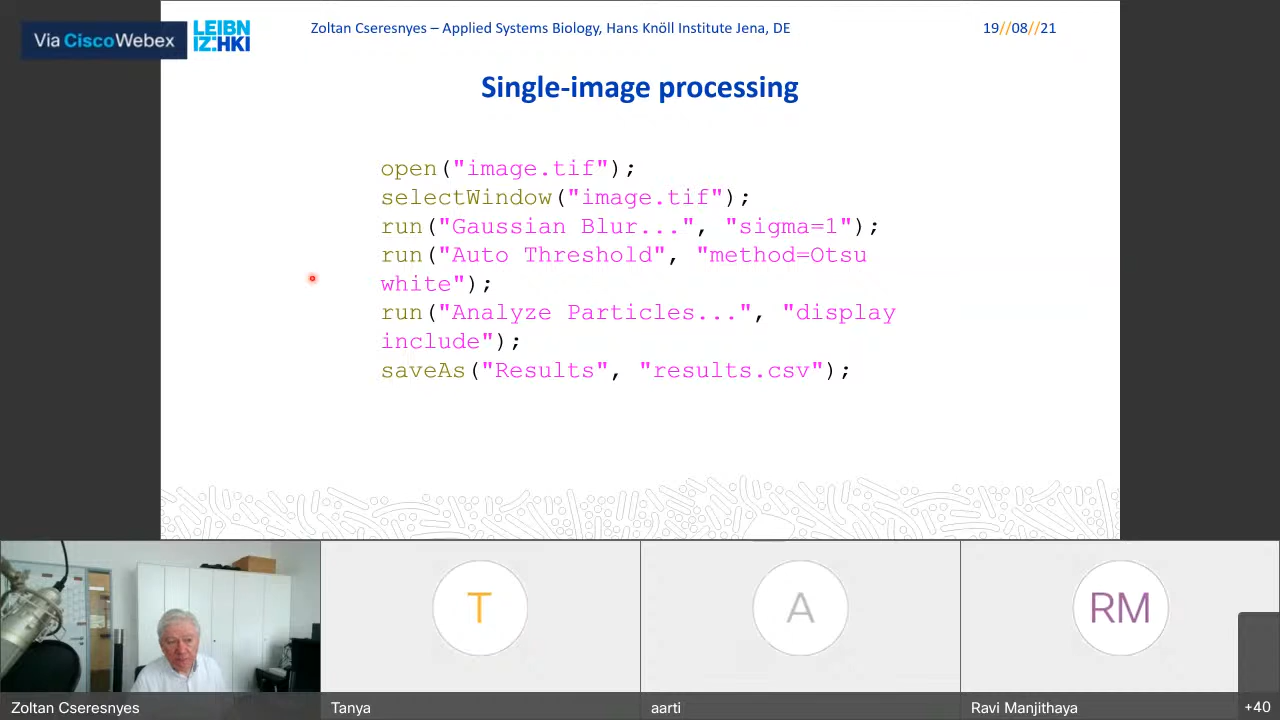 Via Cisco Webex
LEIBN
IZ:HKI
Zoltan Cseresnyes – Applied Systems Biology, Hans Knöll Institute Jena, DE
19//08//21
Single-image processing
open("image.tif");
selectWindow("image.tif");
run("Gaussian Blur...", "sigma=1");
run("Auto Threshold", "method=Otsu
white");
run("Analyze Particles...", "display
include");
saveAs("Results", "results.csv");
T
A
RM
Zoltan Cseresnyes
Tanya
aarti
Ravi Manjithaya
+40